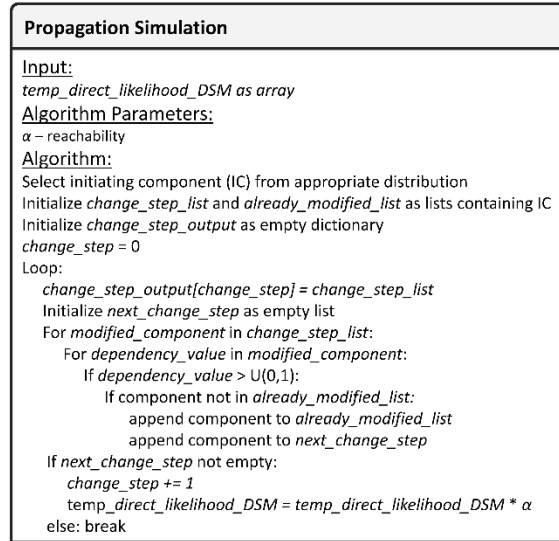 Propagation Simulation
Input:
temp_direct_likelihood_DSM as array
Algorithm Parameters:
α – reachability
Algorithm:
Select initiating component (IC) from appropriate distribution
Initialize change_step_list and already_modified_list as lists containing IC
Initialize change_step_output as empty dictionary
change_step = 0
Loop:
change_step_output[change_step] = change_step_list
Initialize next_change_step as empty list
For modified_component in change_step_list:
For dependency_value in modified_component:
If dependency_value > U(0,1):
If component not in already_modified_list:
append component to already_modified_list
append component to next_change_step
If next_change_step not empty:
change_step += 1
temp_direct_likelihood_DSM = temp_direct_likelihood_DSM * α
else: break